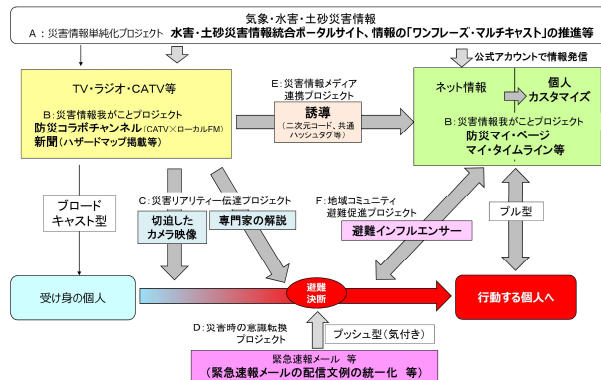 気象・水害・土砂災害情報
A：災害情報単純化プロジェクト 水害・土砂災害情報統合ポータルサイト、情報の「ワンフレーズ・マルチキャスト」の推進等
公式アカウントで情報発信
TV・ラジオ・CATV等
B：災害情報我がことプロジェクト
防災コラボチャンネル(CATV×ローカルFM)
新聞(ハザードマップ掲載等)
E：災害情報メディア
連携プロジェクト
誘導
(二次元コード、共通
ハッシュタグ等)
ネット情報
個人
カスタマイズ
B：災害情報我がことプロジェクト
防災マイ・ページ
マイ・タイムライン等
ブロード
キャスト型
C：災害リアリティー伝達プロジェクト
切迫した
カメラ映像
専門家の解説
F：地域コミュニティ
避難促進プロジェクト
避難インフルエンサー
プル型
受け身の個人
避難
決断
行動する個人へ
D：災害時の意識転換
プロジェクト
プッシュ型(気付き)
緊急速報メール 等
(緊急速報メールの配信文例の統一化 等)